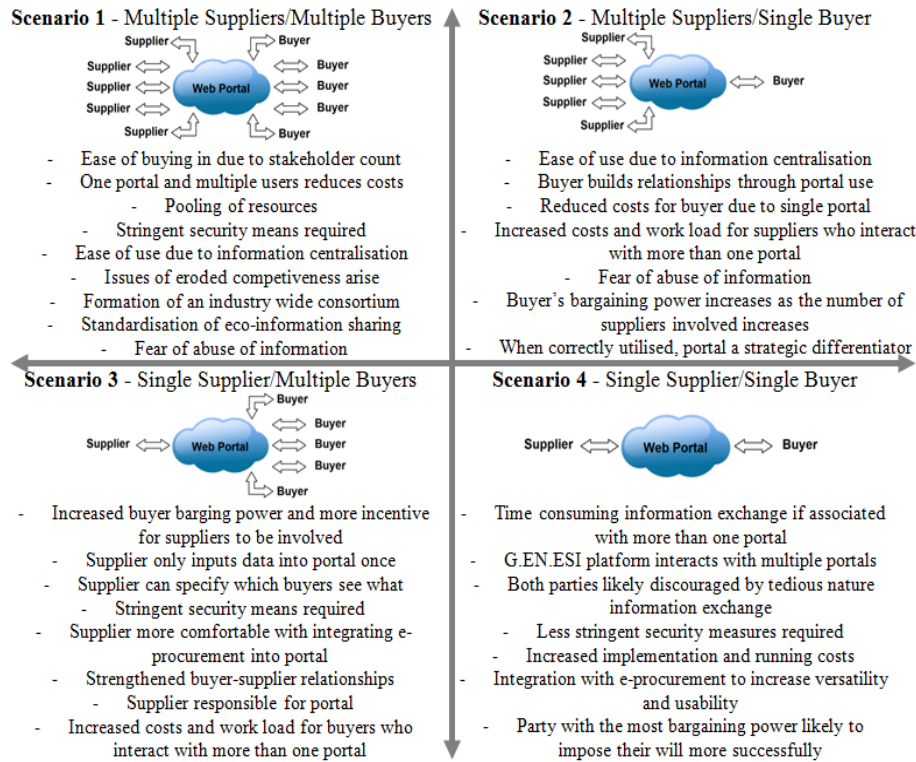 Scenario 1 - Multiple Suppliers/Multiple Buyers
Supplier
Buyer
Supplier
Buyer
Supplier
Web Portal
Buyer
Supplier
Buyer
Supplier
Buyer
- Ease of buying in due to stakeholder count
- One portal and multiple users reduces costs
- Pooling of resources
- Stringent security means required
- Ease of use due to information centralisation
- Issues of eroded competiveness arise
- Formation of an industry wide consortium
- Standardisation of eco-information sharing
- Fear of abuse of information
Scenario 2 - Multiple Suppliers/Single Buyer
Supplier
Supplier
Supplier
Web Portal
Buyer
Supplier
Supplier
- Ease of use due to information centralisation
- Buyer builds relationships through portal use
- Reduced costs for buyer due to single portal
- Increased costs and work load for suppliers who interact
with more than one portal
- Fear of abuse of information
- Buyer's bargaining power increases as the number of
suppliers involved increases
- When correctly utilised, portal a strategic differentiator
Scenario 3 - Single Supplier/Multiple Buyers
Buyer
Buyer
Supplier
Web Portal
Buyer
Buyer
Buyer
- Increased buyer barging power and more incentive
for suppliers to be involved
- Supplier only inputs data into portal once
- Supplier can specify which buyers see what
- Stringent security means required
- Supplier more comfortable with integrating e-
procurement into portal
- Strengthened buyer-supplier relationships
- Supplier responsible for portal
- Increased costs and work load for buyers who
interact with more than one portal
Scenario 4 - Single Supplier/Single Buyer
Supplier
Web Portal
Buyer
- Time consuming information exchange if associated
with more than one portal
- G.EN.ESI platform interacts with multiple portals
- Both parties likely discouraged by tedious nature
information exchange
- Less stringent security measures required
- Increased implementation and running costs
- Integration with e-procurement to increase versatility
and usability
- Party with the most bargaining power likely to
impose their will more successfully